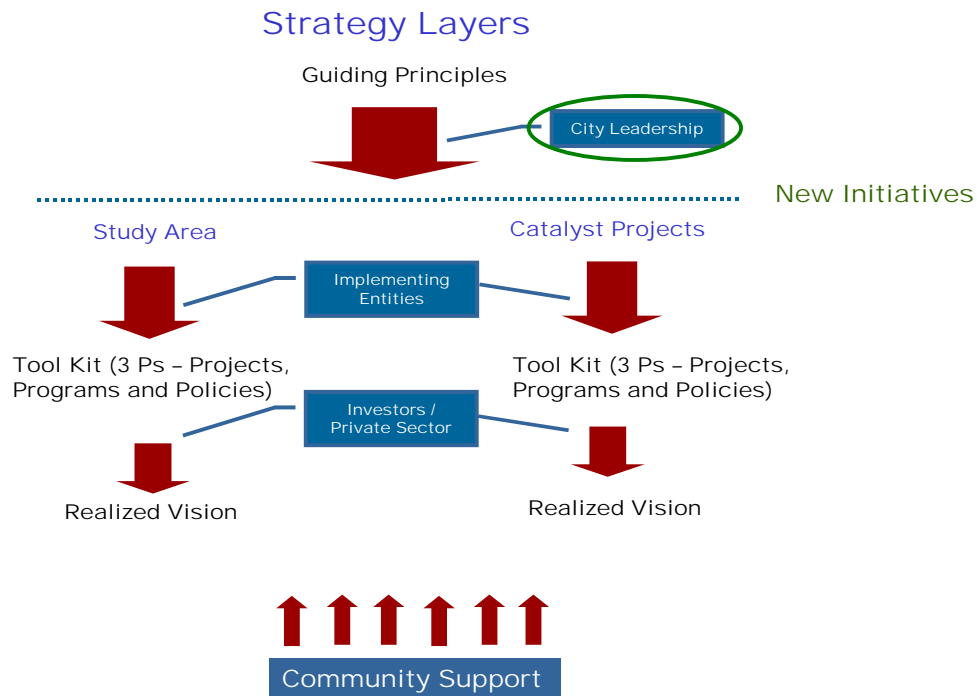 Strategy Layers
Guiding Principles
City Leadership
New Initiatives
Study Area
Catalyst Projects
Implementing
Entities
Tool Kit (3 Ps – Projects,
Programs and Policies)
Tool Kit (3 Ps – Projects,
Programs and Policies)
Investors /
Private Sector
Realized Vision
Realized Vision
Community Support